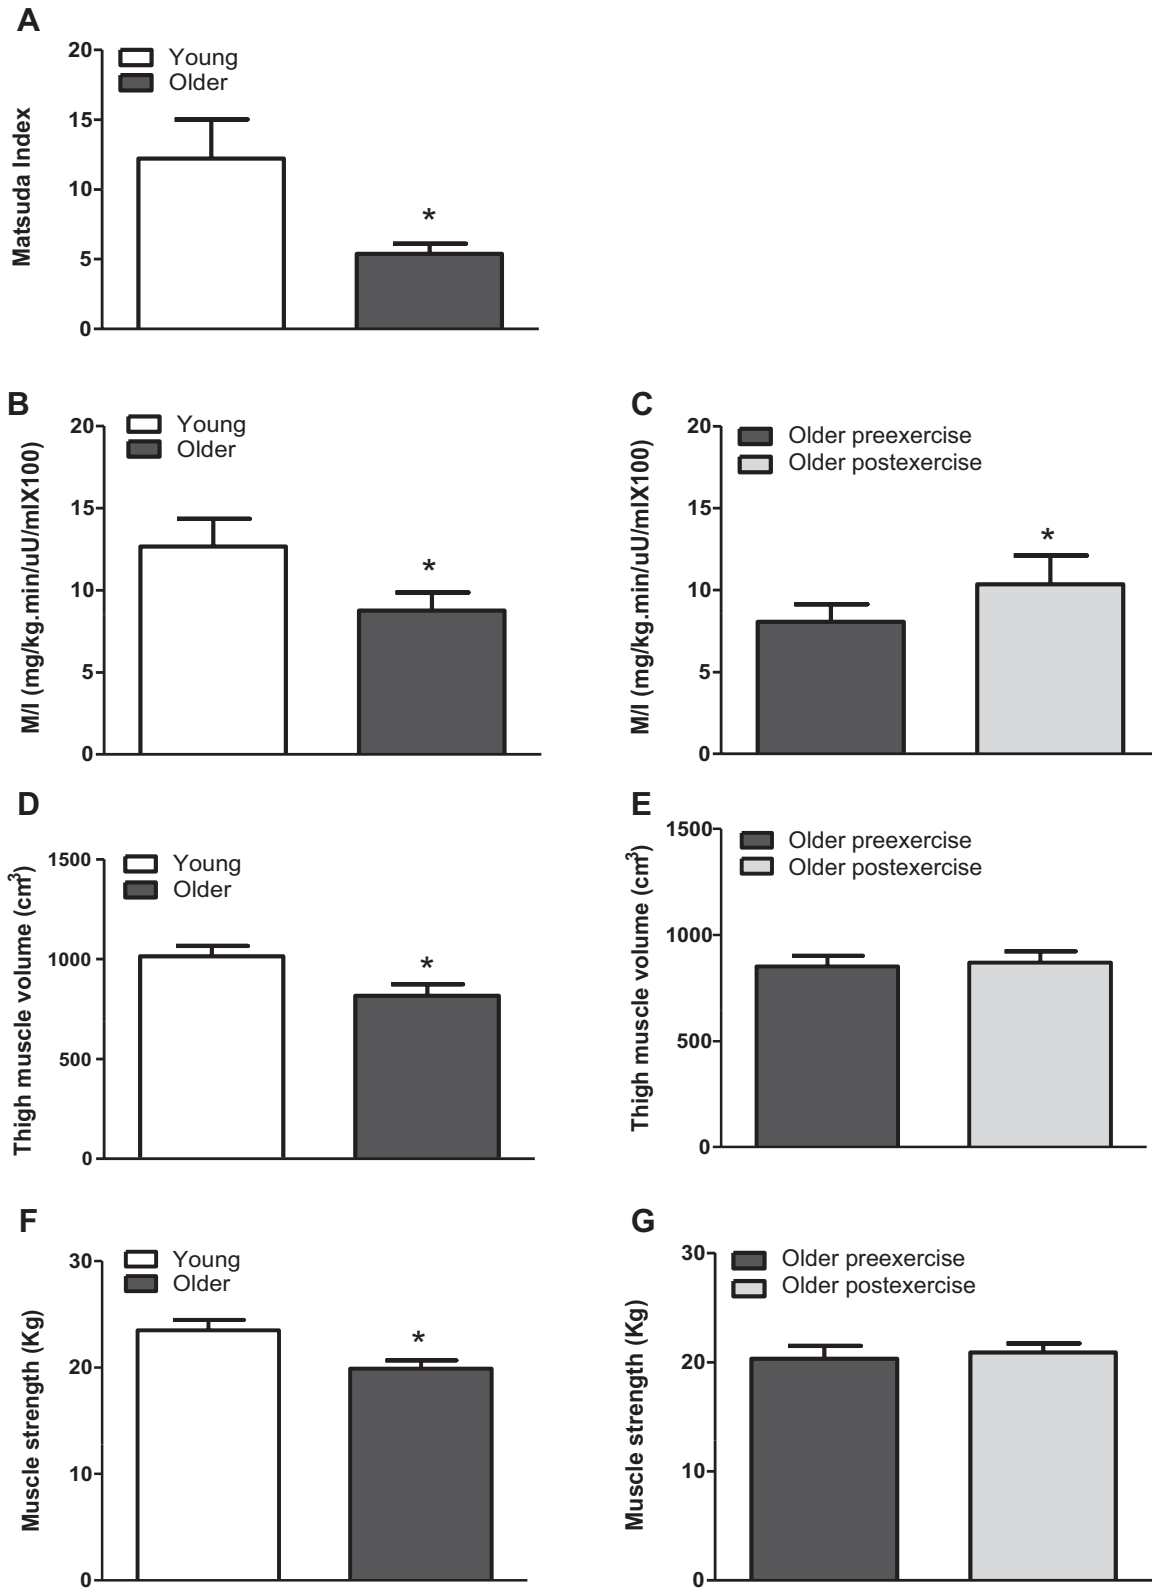 A
20
15
10
5
0
Matsuda Index
Young
Older
*
B
20
15
10
5
0
M/I (mg/kg.min/uU/mlX100)
Young
Older
*
C
20
15
10
5
0
M/I (mg/kg.min/uU/mlX100)
Older preexercise
Older postexercise
*
D
1500
1000
500
0
Thigh muscle volume (cm³)
Young
Older
*
E
1500
1000
500
0
Thigh muscle volume (cm³)
Older preexercise
Older postexercise
F
30
20
10
0
Muscle strength (Kg)
Young
Older
*
G
30
20
10
0
Muscle strength (Kg)
Older preexercise
Older postexercise